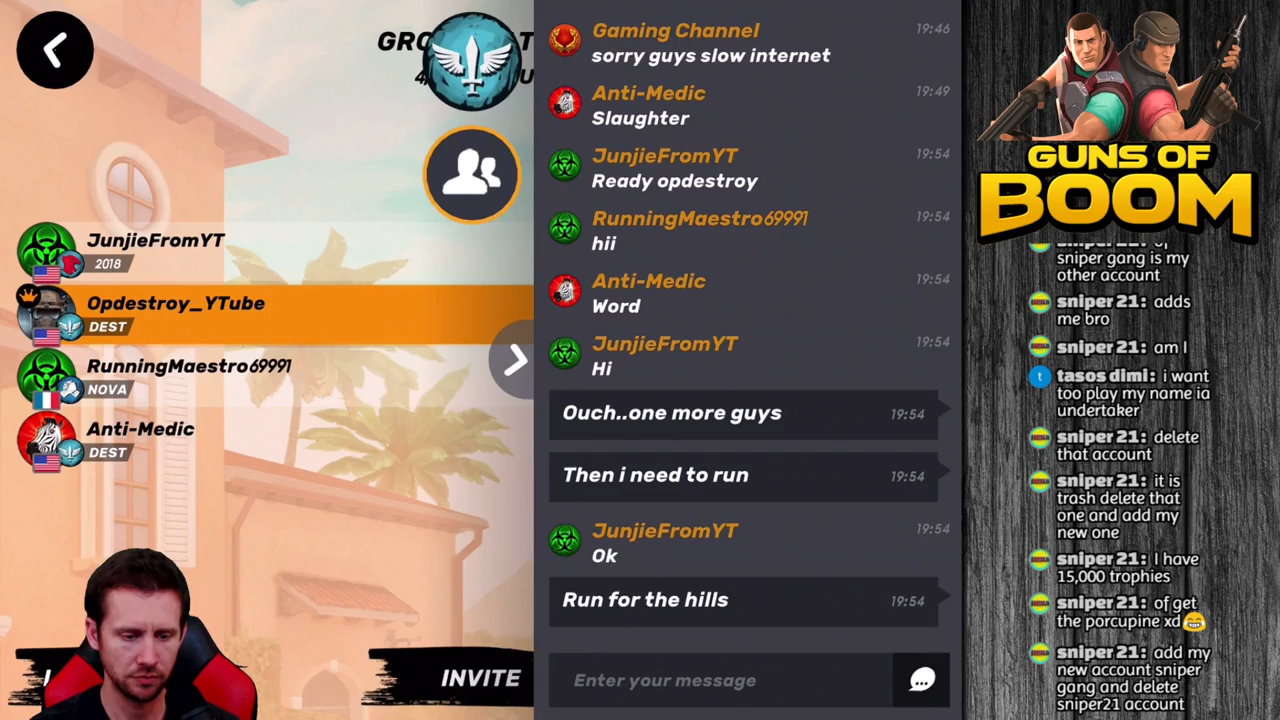 JunjieFromYT
2018
Opdestroy_YTube
DEST
RunningMaestro69991
NOVA
Anti-Medic
DEST
INVITE
Gaming Channel
19:46
sorry guys slow internet
Anti-Medic
19:49
Slaughter
JunjieFromYT
19:54
Ready opdestroy
RunningMaestro69991
19:54
hii
Anti-Medic
19:54
Word
JunjieFromYT
19:54
Hi
Ouch..one more guys
19:54
Then i need to run
19:54
JunjieFromYT
19:54
Ok
Run for the hills
19:54
Enter your message
GUNS OF
BOOM
sniper gang is my
other account
sniper 21: adds
me bro
sniper 21: am I
tasos dimi: i want
too play my name ia
undertaker
sniper 21: delete
that account
sniper 21: it is
trash delete that
one and add my
new one
sniper 21: I have
15,000 trophies
sniper 21: of get
the porcupine xd😂
sniper 21: add my
new account sniper
gang and delete
sniper21 account